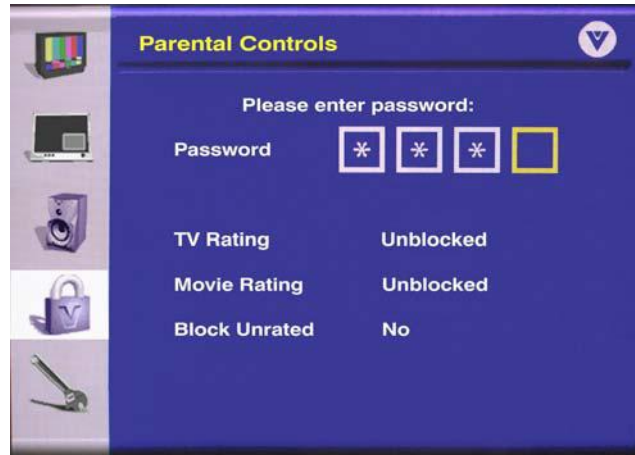 Parental Controls
V
Please enter password:
Password * * *
TV Rating Unblocked
Movie Rating Unblocked
Block Unrated No
V